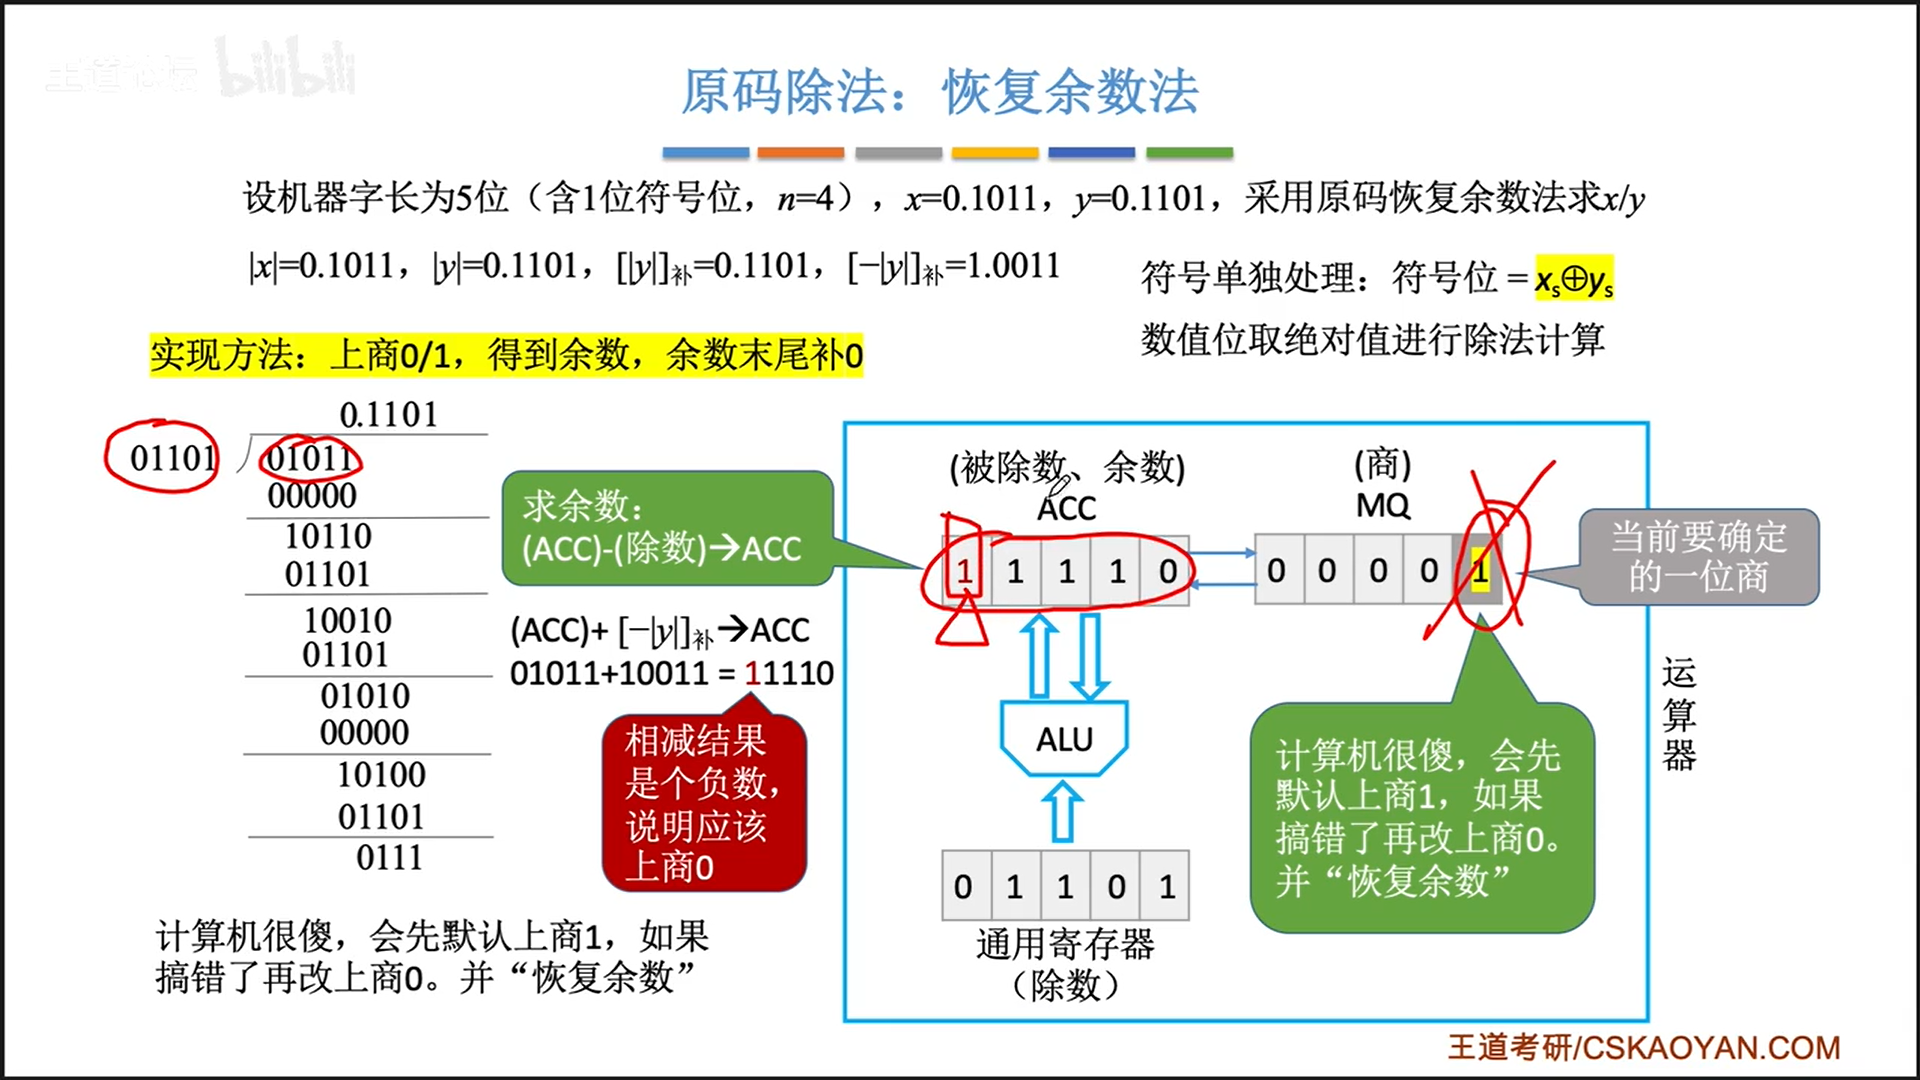 王道论坛 bilibili
原码除法：恢复余数法
设机器字长为5位（含1位符号位，n=4），x=0.1011，y=0.1101，采用原码恢复余数法求x/y
|x|=0.1011，|y|=0.1101，[|y|]补=0.1101，[−|y|]补=1.0011
符号单独处理：符号位 = xs⊕ys
数值位取绝对值进行除法计算
实现方法：上商0/1，得到余数，余数末尾补0
0.1101
01101
01011
00000
10110
01101
10010
01101
01010
00000
10100
01101
0111
求余数：
(ACC)-(除数)→ACC
(ACC)+ [−|y|]补→ACC
01011+10011 = 11110
相减结果
是个负数，
说明应该
上商0
计算机很傻，会先默认上商1，如果
搞错了再改上商0。并“恢复余数”
(被除数、余数)
ACC
1 1 1 1 0
(商)
MQ
0 0 0 0 1
当前要确定
的一位商
ALU
0 1 1 0 1
通用寄存器
（除数）
计算机很傻，会先
默认上商1，如果
搞错了再改上商0。
并“恢复余数”
运
算
器
王道考研/CSKAOYAN.COM